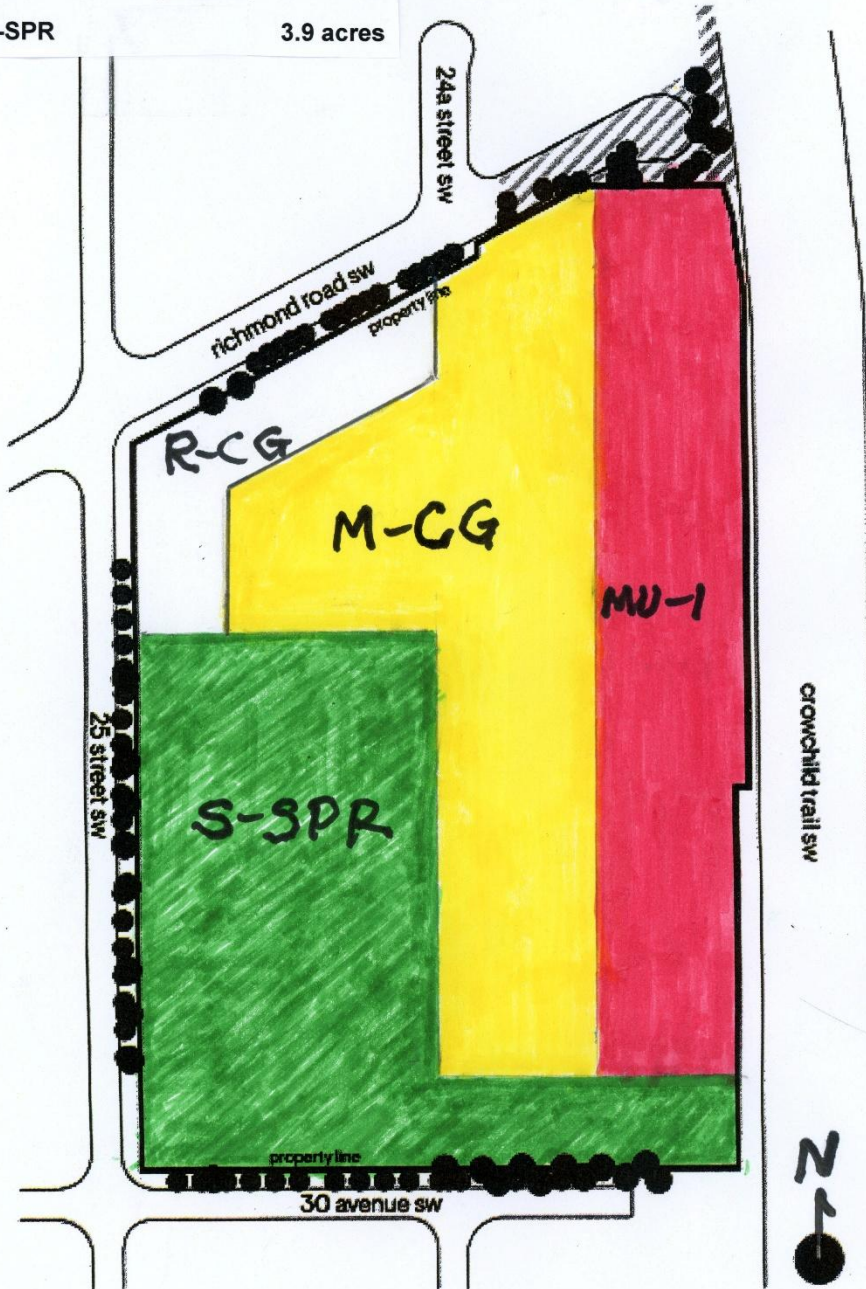 -SPR 3.9 acres
24a street sw
richmond road sw
property line
R-CG
M-CG
MU-1
25 street sw
S-SPR
crowchild trail sw
property line
30 avenue sw
N